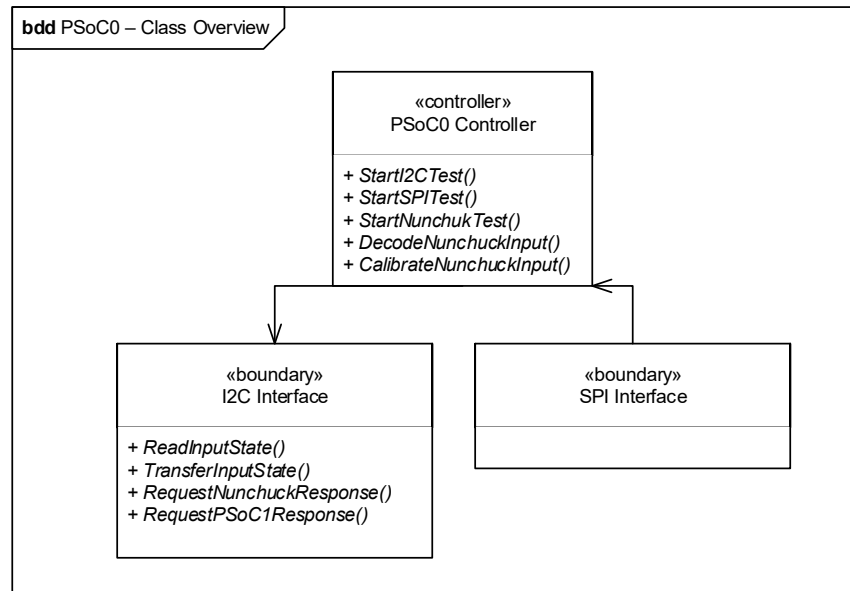 bdd PSoC0 – Class Overview
«controller»
PSoC0 Controller
+ StartI2CTest()
+ StartSPITest()
+ StartNunchukTest()
+ DecodeNunchuckInput()
+ CalibrateNunchuckInput()
«boundary»
I2C Interface
+ ReadInputState()
+ TransferInputState()
+ RequestNunchuckResponse()
+ RequestPSoC1Response()
«boundary»
SPI Interface